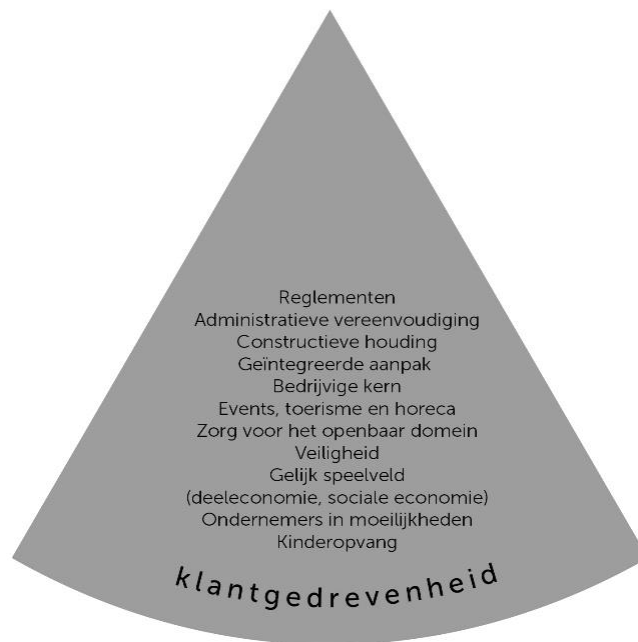 Reglementen
Administratieve vereenvoudiging
Constructieve houding
Geïntegreerde aanpak
Bedrijvige kern
Events, toerisme en horeca
Zorg voor het openbaar domein
Veiligheid
Gelijk speelveld
(deeleconomie, sociale economie)
Ondernemers in moeilijkheden
Kinderopvang
klantgedrevenheid